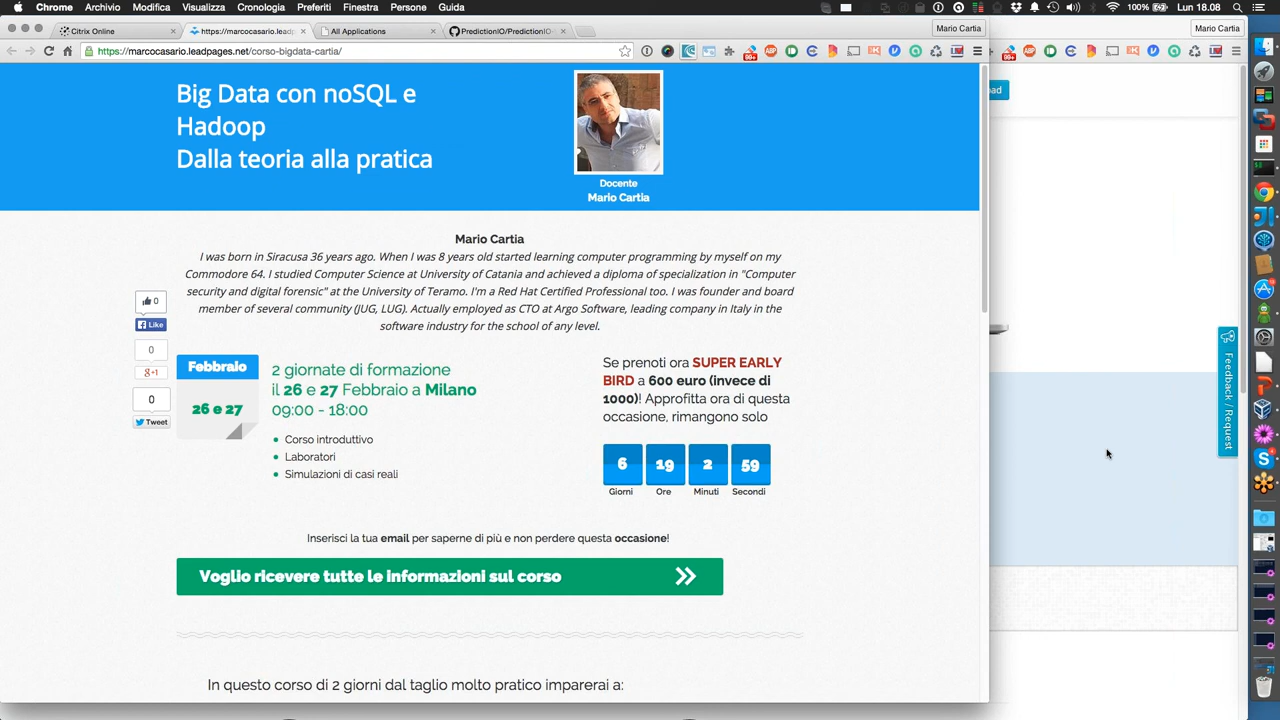 Chrome Archivio Modifica Visualizza Cronologia Preferiti Finestra Persone Guida
100% Lun 18.08
Citrix Online
https://marcocasario.leadp
All Applications
PredictionIO/PredictionIO
Mario Cartia
Mario Cartia
https://marcocasario.leadpages.net/corso-bigdata-cartia/
Big Data con noSQL e
Hadoop
Dalla teoria alla pratica
Docente
Mario Cartia
Mario Cartia
I was born in Siracusa 36 years ago. When I was 8 years old started learning computer programming by myself on my
Commodore 64. I studied Computer Science at University of Catania and achieved a diploma of specialization in "Computer
security and digital forensic" at the University of Teramo. I'm a Red Hat Certified Professional too. I was founder and board
member of several community (JUG, LUG). Actually employed as CTO at Argo Software, leading company in Italy in the
software industry for the school of any level.
0
Like
0
+1
0
Tweet
Febbraio
26 e 27
2 giornate di formazione
il 26 e 27 Febbraio a Milano
09:00 - 18:00
Corso introduttivo
Laboratori
Simulazioni di casi reali
Se prenoti ora SUPER EARLY
BIRD a 600 euro (invece di
1000)! Approfitta ora di questa
occasione, rimangono solo
6 19 2 59
Giorni Ore Minuti Secondi
Inserisci la tua email per saperne di più e non perdere questa occasione!
Voglio ricevere tutte le informazioni sul corso
In questo corso di 2 giorni dal taglio molto pratico imparerai a:
Feedback / Request